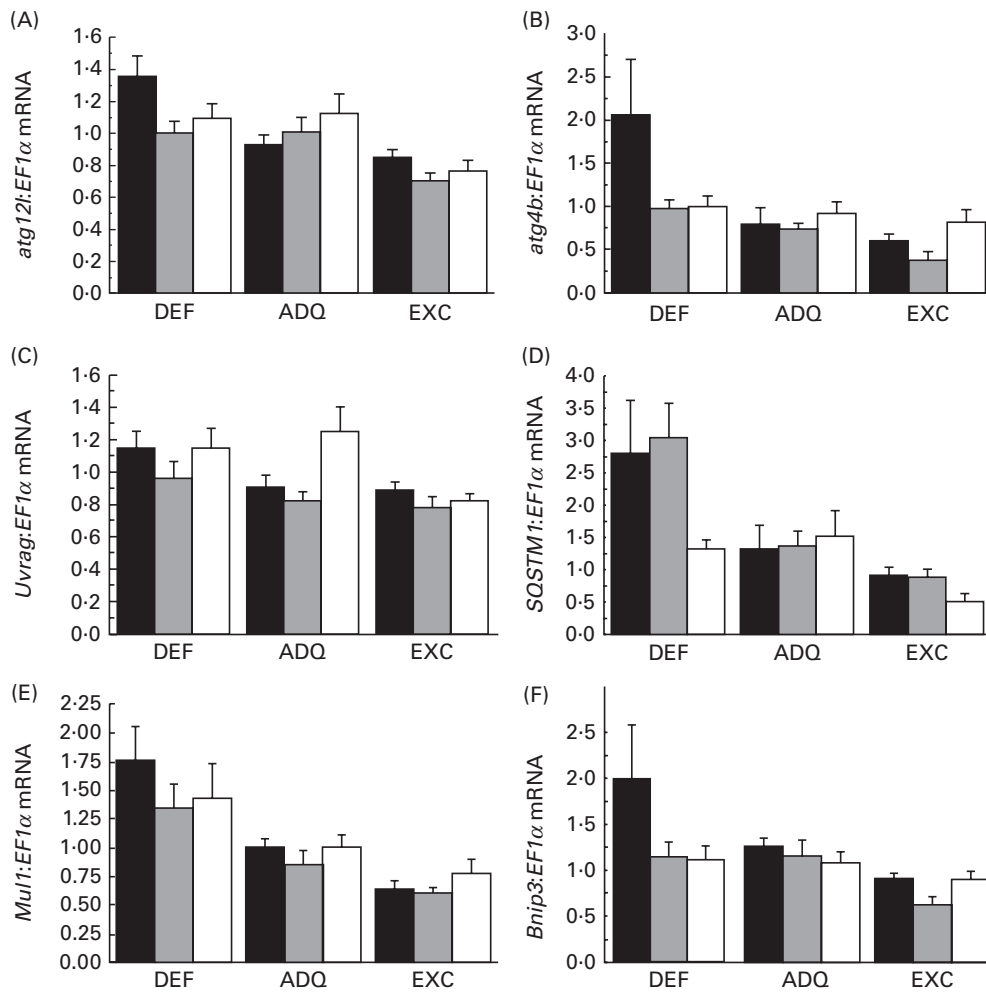 (A)
atg12l:EF1α mRNA
1·6
1·4
1·2
1·0
0·8
0·6
0·4
0·2
0·0
DEF ADQ EXC
(B)
atg4b:EF1α mRNA
3·0
2·5
2·0
1·5
1·0
0·5
0·0
DEF ADQ EXC
(C)
Uvrag:EF1α mRNA
1·6
1·4
1·2
1·0
0·8
0·6
0·4
0·2
0·0
DEF ADQ EXC
(D)
SQSTM1:EF1α mRNA
4·0
3·5
3·0
2·5
2·0
1·5
1·0
0·5
0·0
DEF ADQ EXC
(E)
Mul1:EF1α mRNA
2·25
2·00
1·75
1·50
1·25
1·00
0·75
0·50
0·25
0·00
DEF ADQ EXC
(F)
Bnip3:EF1α mRNA
2·5
2·0
1·5
1·0
0·5
0·0
DEF ADQ EXC